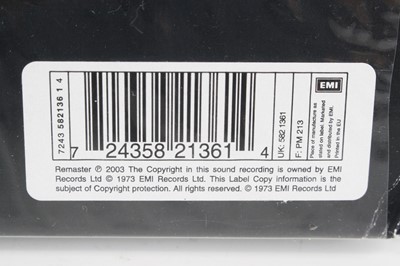 7243 582136 1 4
7 24358 21361 4
UK: 582 1361
F: PM 213
EMI
Place of manufacture as
stated on label. Marketed
and distributed by EMI.
Printed in the EU
Remaster ℗ 2003 The Copyright in this sound recording is owned by EMI
Records Ltd © 1973 EMI Records Ltd. This Label Copy information is the
subject of Copyright protection. All rights reserved. © 1973 EMI Records Ltd